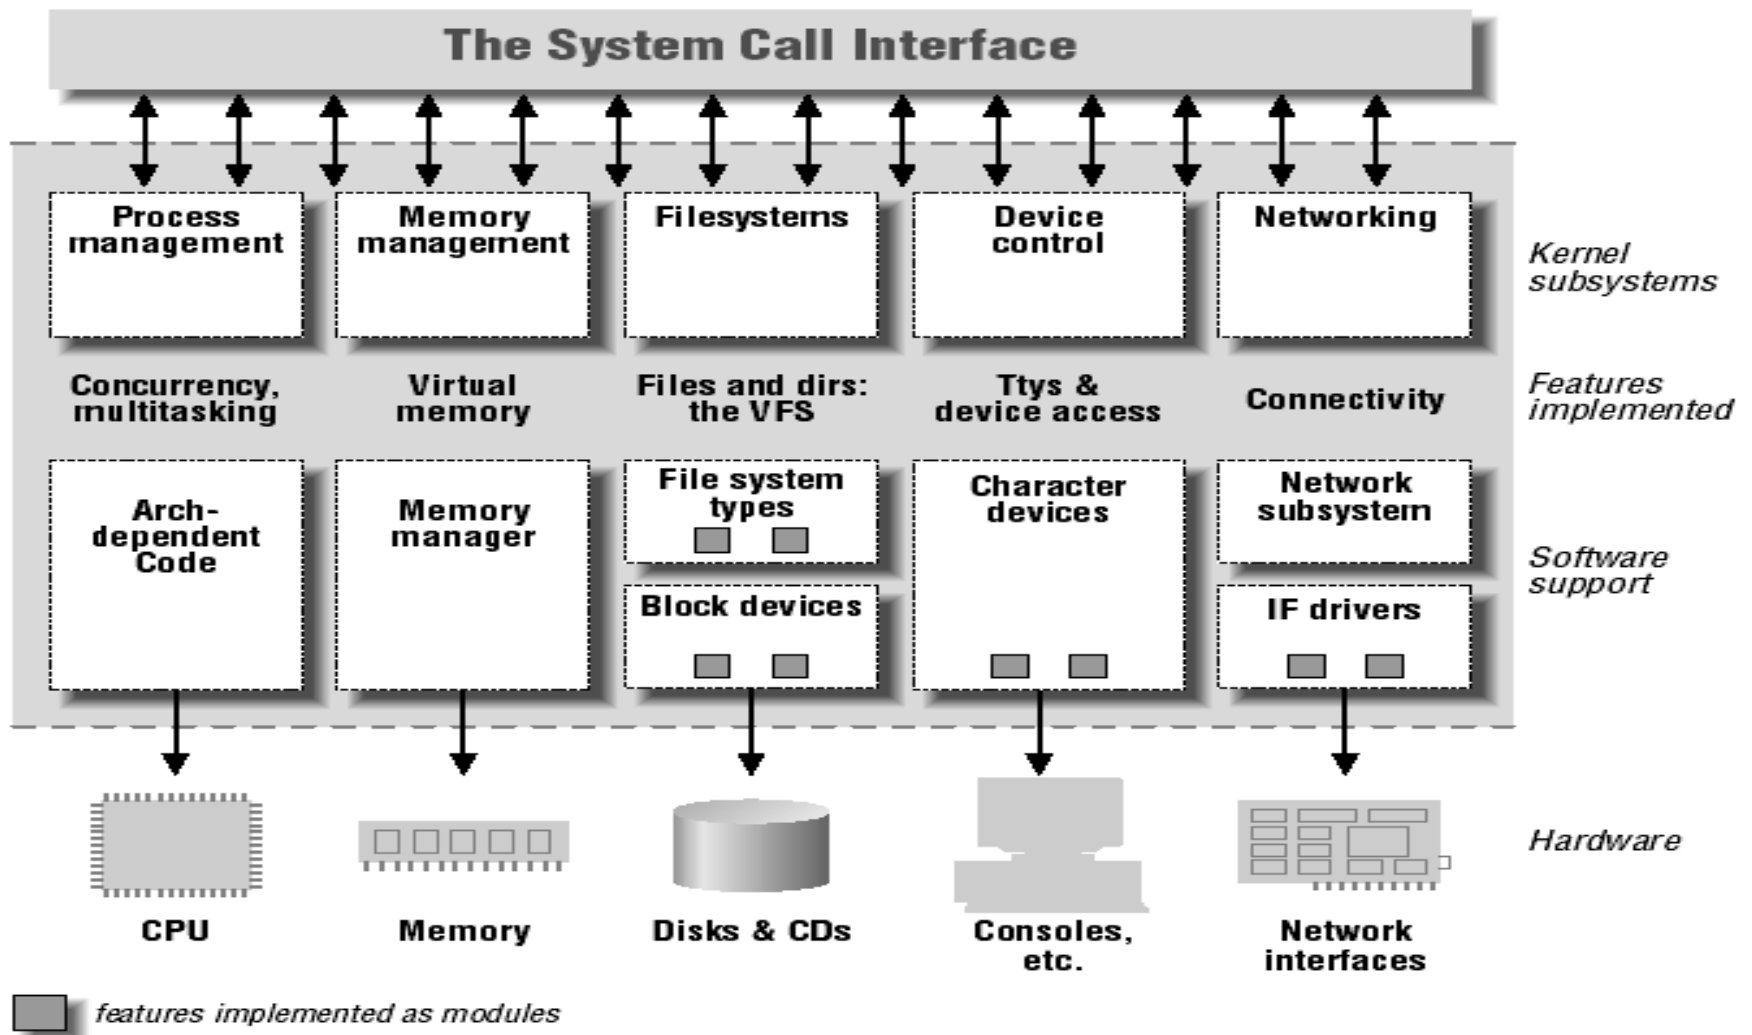 The System Call Interface
Process
management
Memory
management
Filesystems
Device
control
Networking
Kernel
subsystems
Concurrency,
multitasking
Virtual
memory
Files and dirs:
the VFS
Ttys &
device access
Connectivity
Features
implemented
Arch-
dependent
Code
Memory
manager
File system
types
Block devices
Character
devices
Network
subsystem
IF drivers
Software
support
Hardware
CPU
Memory
Disks & CDs
Consoles,
etc.
Network
interfaces
features implemented as modules